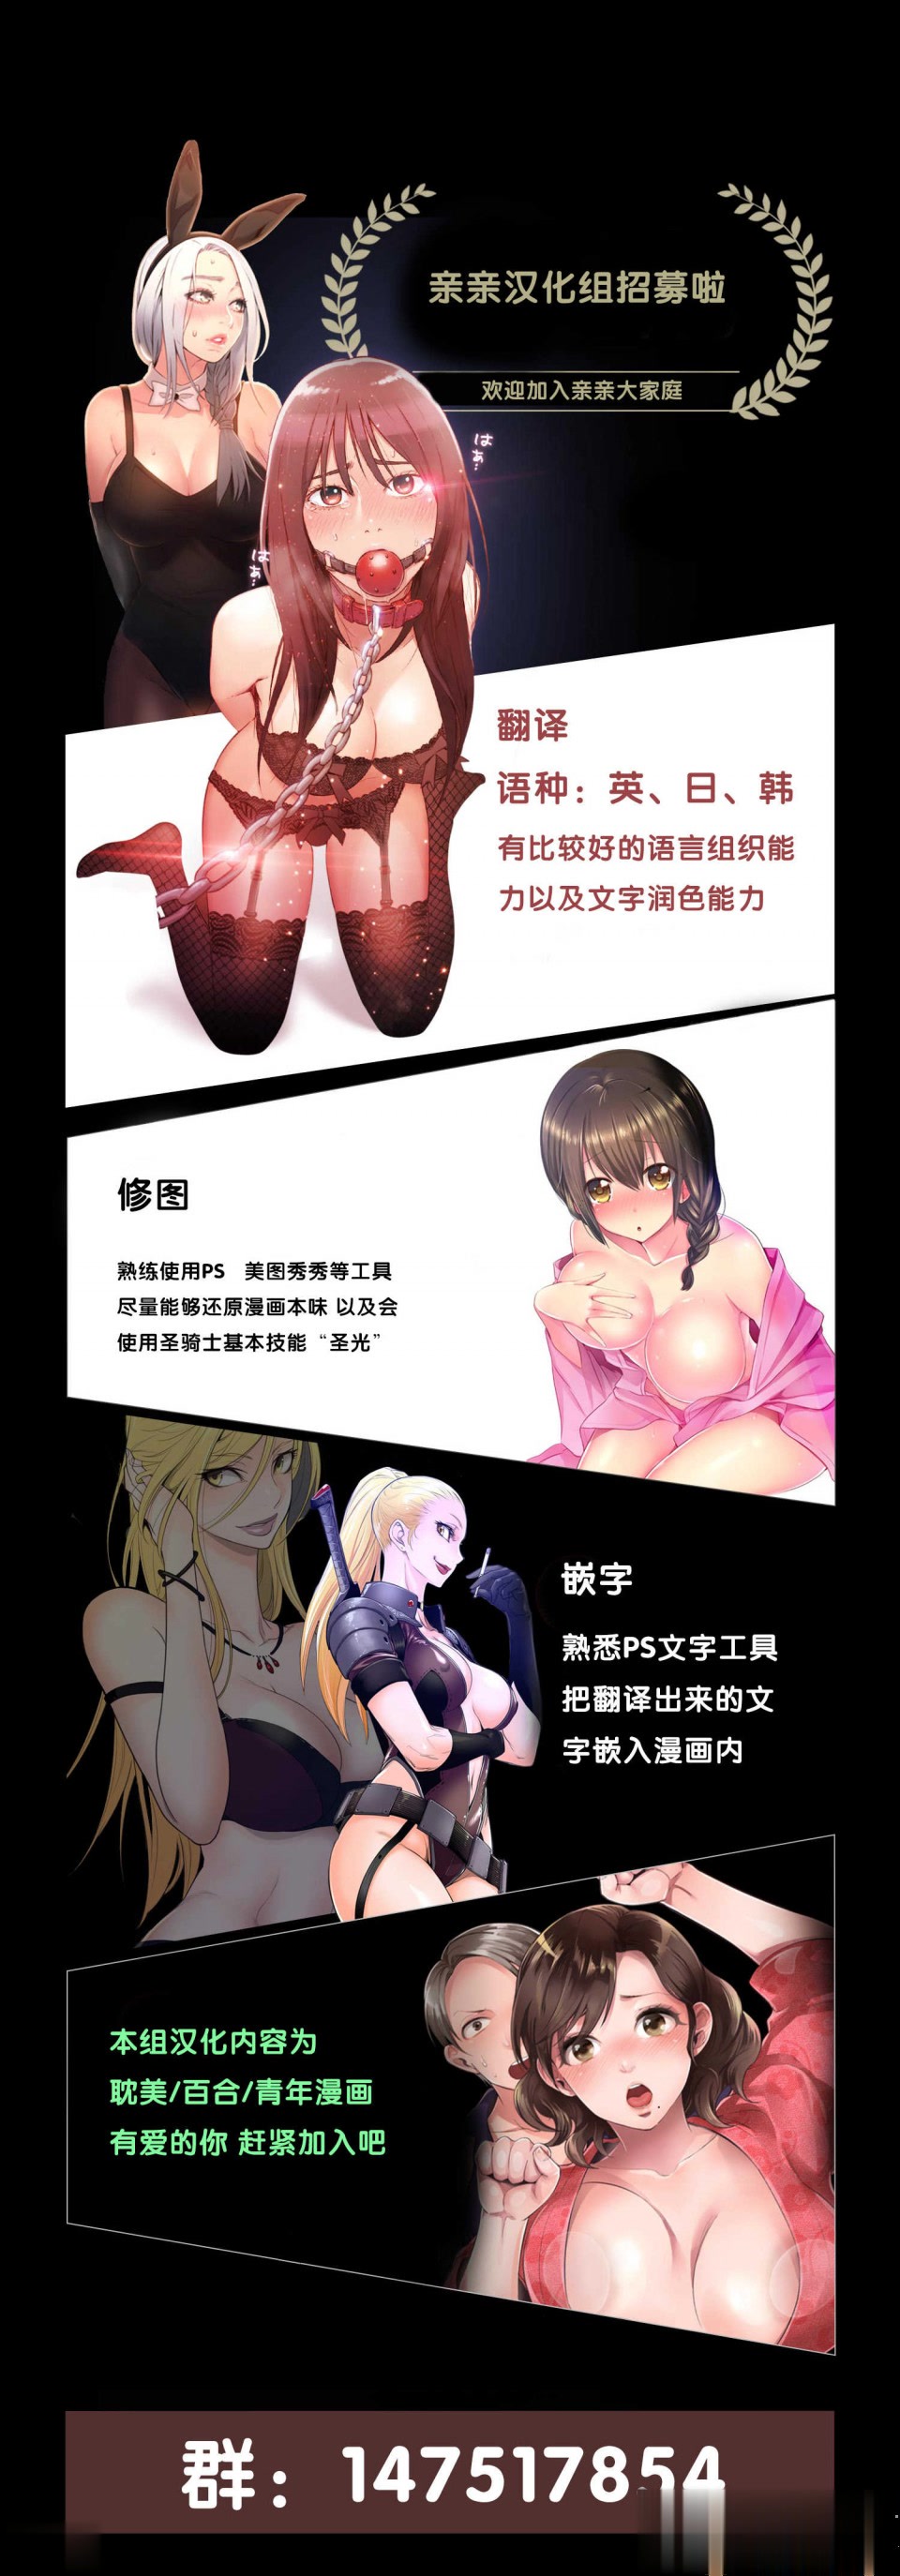 亲亲汉化组招募啦
欢迎加入亲亲大家庭
はぁ…
はぁ…
翻译
语种：英、日、韩
有比较好的语言组织能
力以及文字润色能力
修图
熟练使用PS 美图秀秀等工具
尽量能够还原漫画本味 以及会
使用圣骑士基本技能“圣光”
嵌字
熟悉PS文字工具
把翻译出来的文
字嵌入漫画内
本组汉化内容为
耽美/百合/青年漫画
有爱的你 赶紧加入吧
群：147517854